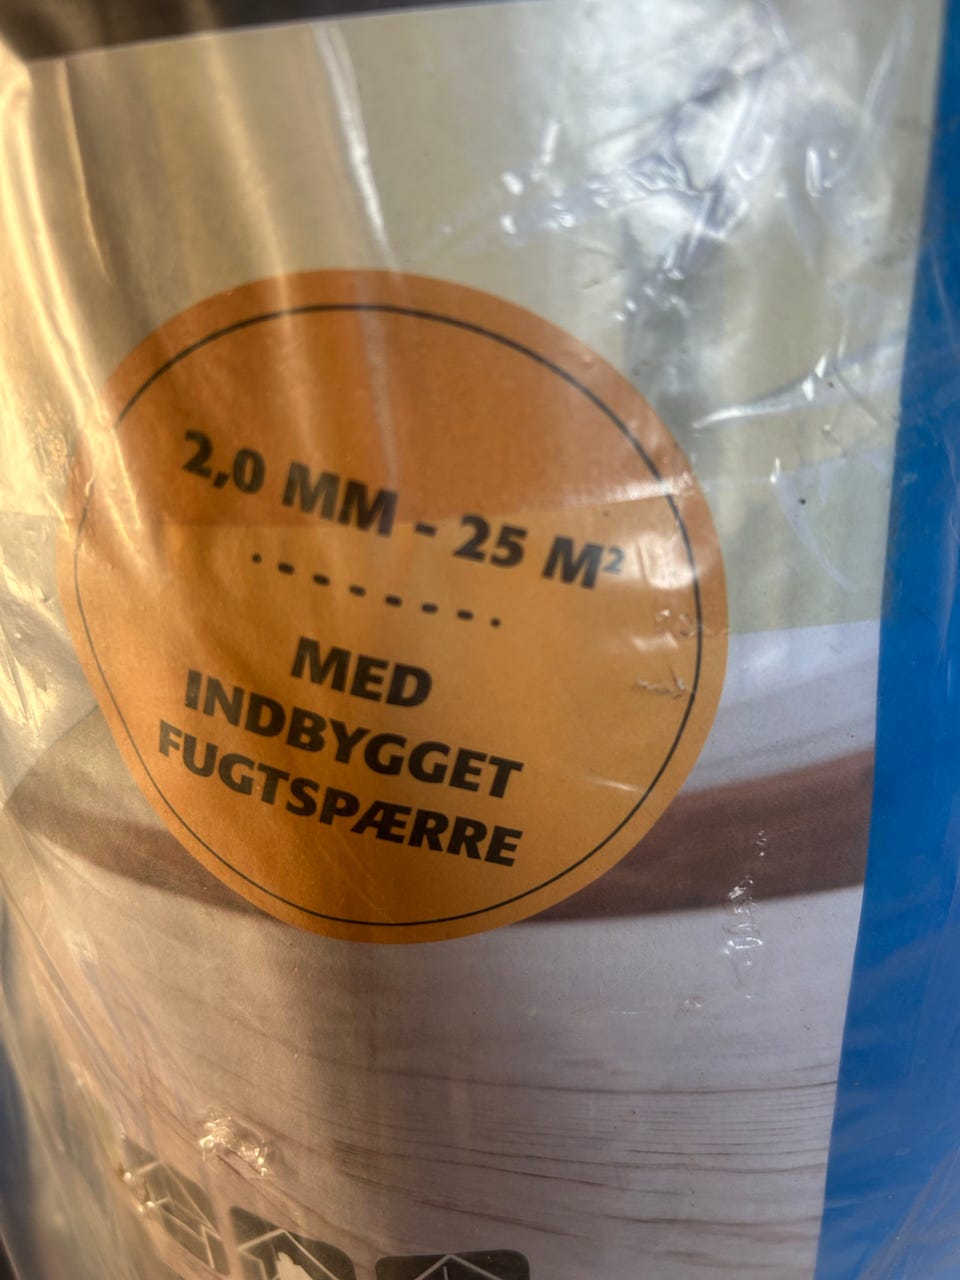 2,0 MM - 25 M²
MED
INDBYGGET
FUGTSPÆRRE